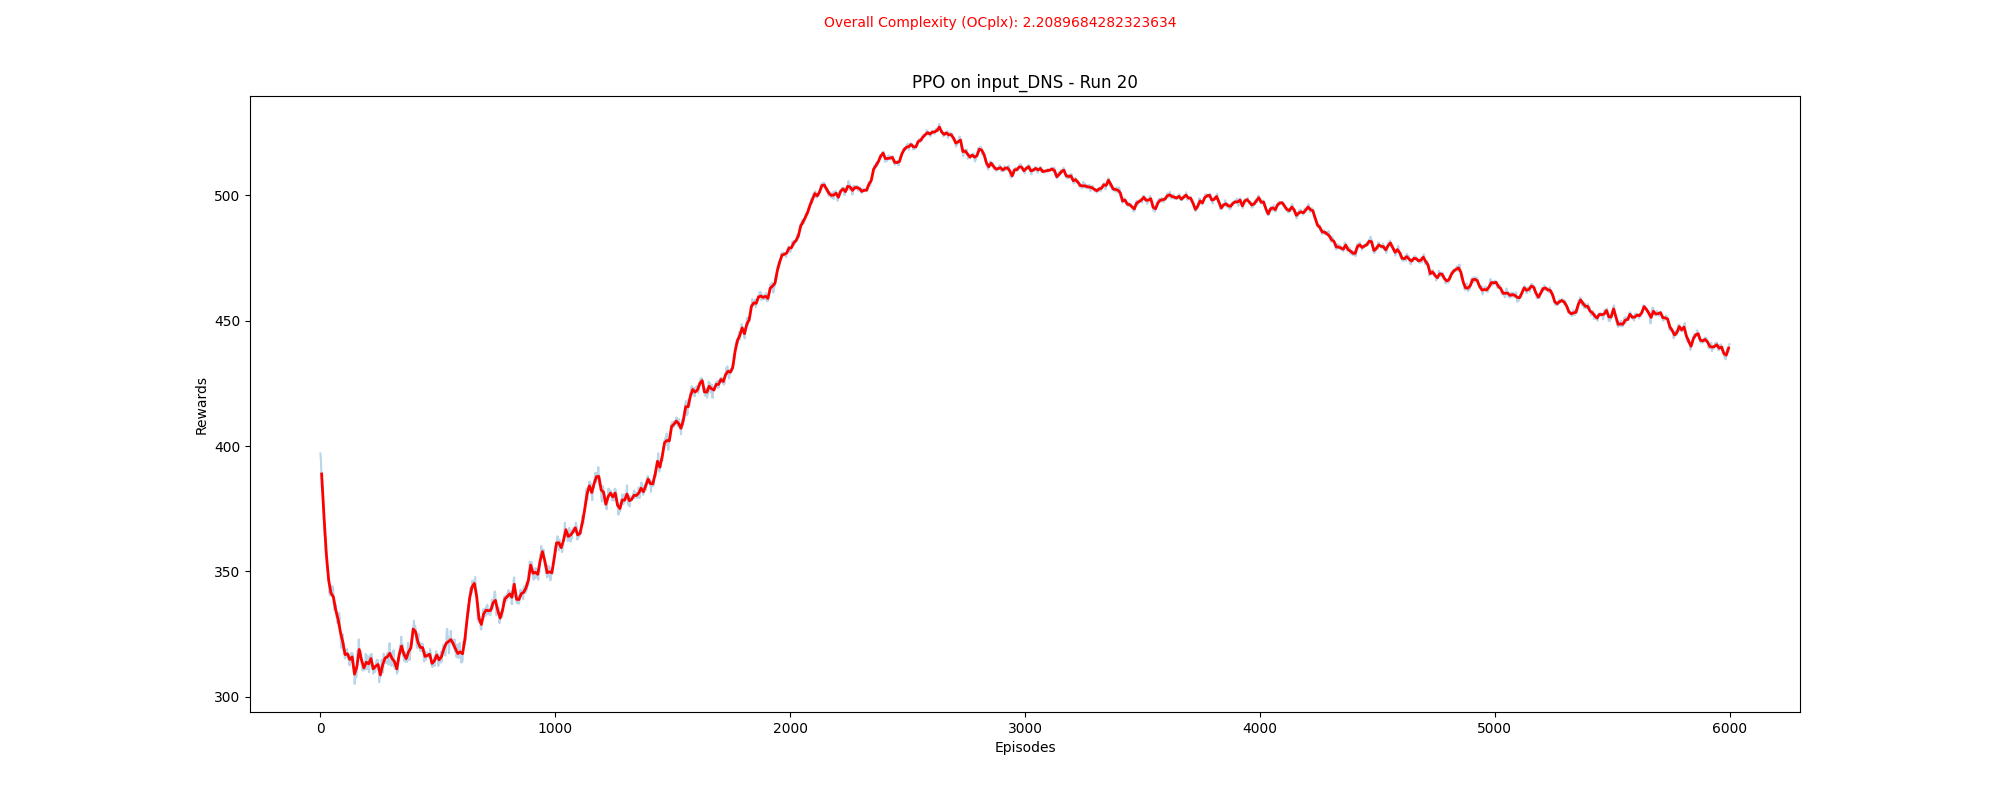 Overall Complexity (OCplx): 2.2089684282323634
PPO on input_DNS - Run 20
Rewards
500
450
400
350
300
0 1000 2000 3000 4000 5000 6000
Episodes